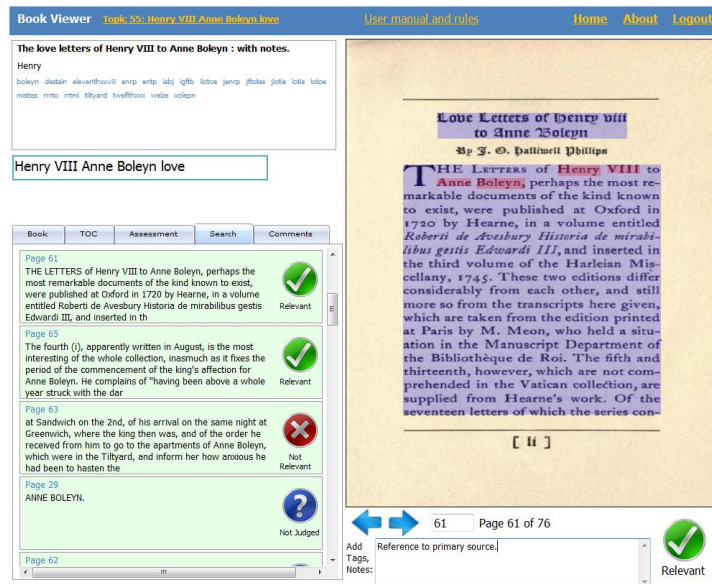 Book Viewer Topic 55: Henry VIII Anne Boleyn love User manual and rules Home About Logout
The love letters of Henry VIII to Anne Boleyn : with notes.
Henry
boleyn destain eleventhxxviii enrp entp iabj igftb ilotoe jenrp jftotes jlotie lotie lotoe
mistsss rrrto rrtmi tiltyard twelfthxxx welze xolepn
Henry VIII Anne Boleyn love
Book TOC Assessment Search Comments
Page 61
THE LETTERS of Henry VIII to Anne Boleyn, perhaps the
most remarkable documents of the kind known to exist,
were published at Oxford in 1720 by Hearne, in a volume
entitled Roberti de Avesbury Historia de mirabilibus gestis
Edwardi III, and inserted in th
Relevant
Page 65
The fourth (i), apparently written in August, is the most
interesting of the whole collection, inasmuch as it fixes the
period of the commencement of the king's affection for
Anne Boleyn. He complains of "having been above a whole
year struck with the dar
Relevant
Page 63
at Sandwich on the 2nd, of his arrival on the same night at
Greenwich, where the king then was, and of the order he
received from him to go to the apartments of Anne Boleyn,
which were in the Tiltyard, and inform her how anxious he
had been to hasten the
Not
Relevant
Page 29
ANNE BOLEYN.
Not Judged
Page 62
Love Letters of Henry viii
to Anne Boleyn
By J. O. Halliwell Phillips
THE LETTERS of Henry VIII to
Anne Boleyn, perhaps the most re-
markable documents of the kind known
to exist, were published at Oxford in
1720 by Hearne, in a volume entitled
Roberti de Avesbury Historia de mirabi-
libus gestis Edwardi III, and inserted in
the third volume of the Harleian Mis-
cellany, 1745. These two editions differ
considerably from each other, and still
more so from the transcripts here given,
which are taken from the edition printed
at Paris by M. Meon, who held a situ-
ation in the Manuscript Department of
the Bibliothèque de Roi. The fifth and
thirteenth, however, which are not com-
prehended in the Vatican collection, are
supplied from Hearne's work. Of the
seventeen letters of which the series con-
[ li ]
61 Page 61 of 76
Add
Tags,
Notes:
Reference to primary source.
Relevant